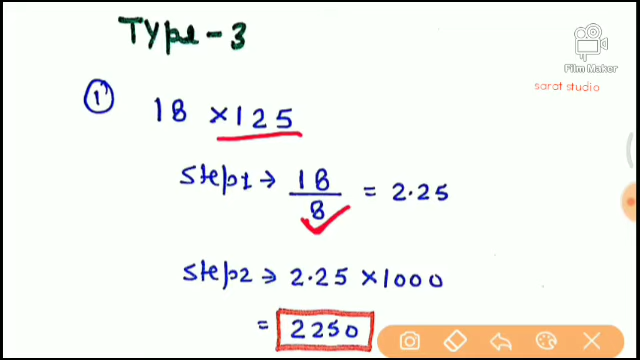 Type-3
Film Maker
sarat studio
① 18 ×125
Step1→ 18/8 = 2.25
Step2→ 2.25 ×1000
= 2250